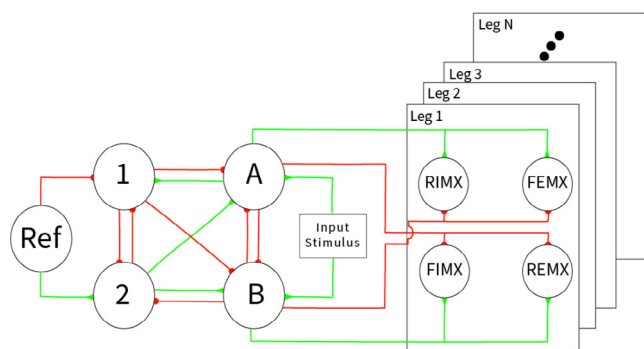 Leg N
Leg 3
Leg 2
Leg 1
1
A
RIMX
FEMX
Ref
Input
Stimulus
2
B
FIMX
REMX